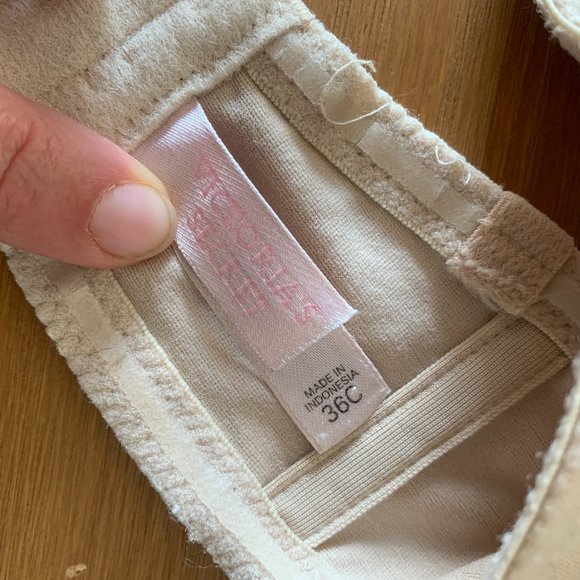 VICTORIA'S
SECRET
MADE IN
INDONESIA
36C